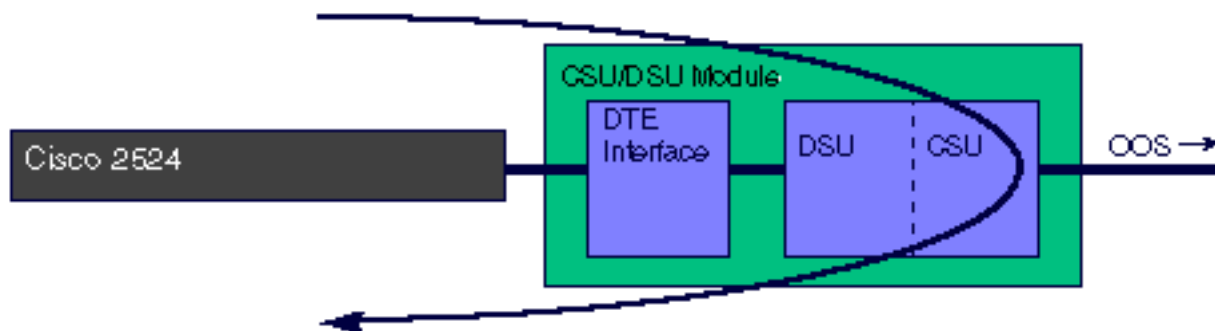 CSU/DSU Module
DTE
Interface
Cisco 2524
DSU
CSU
OOS